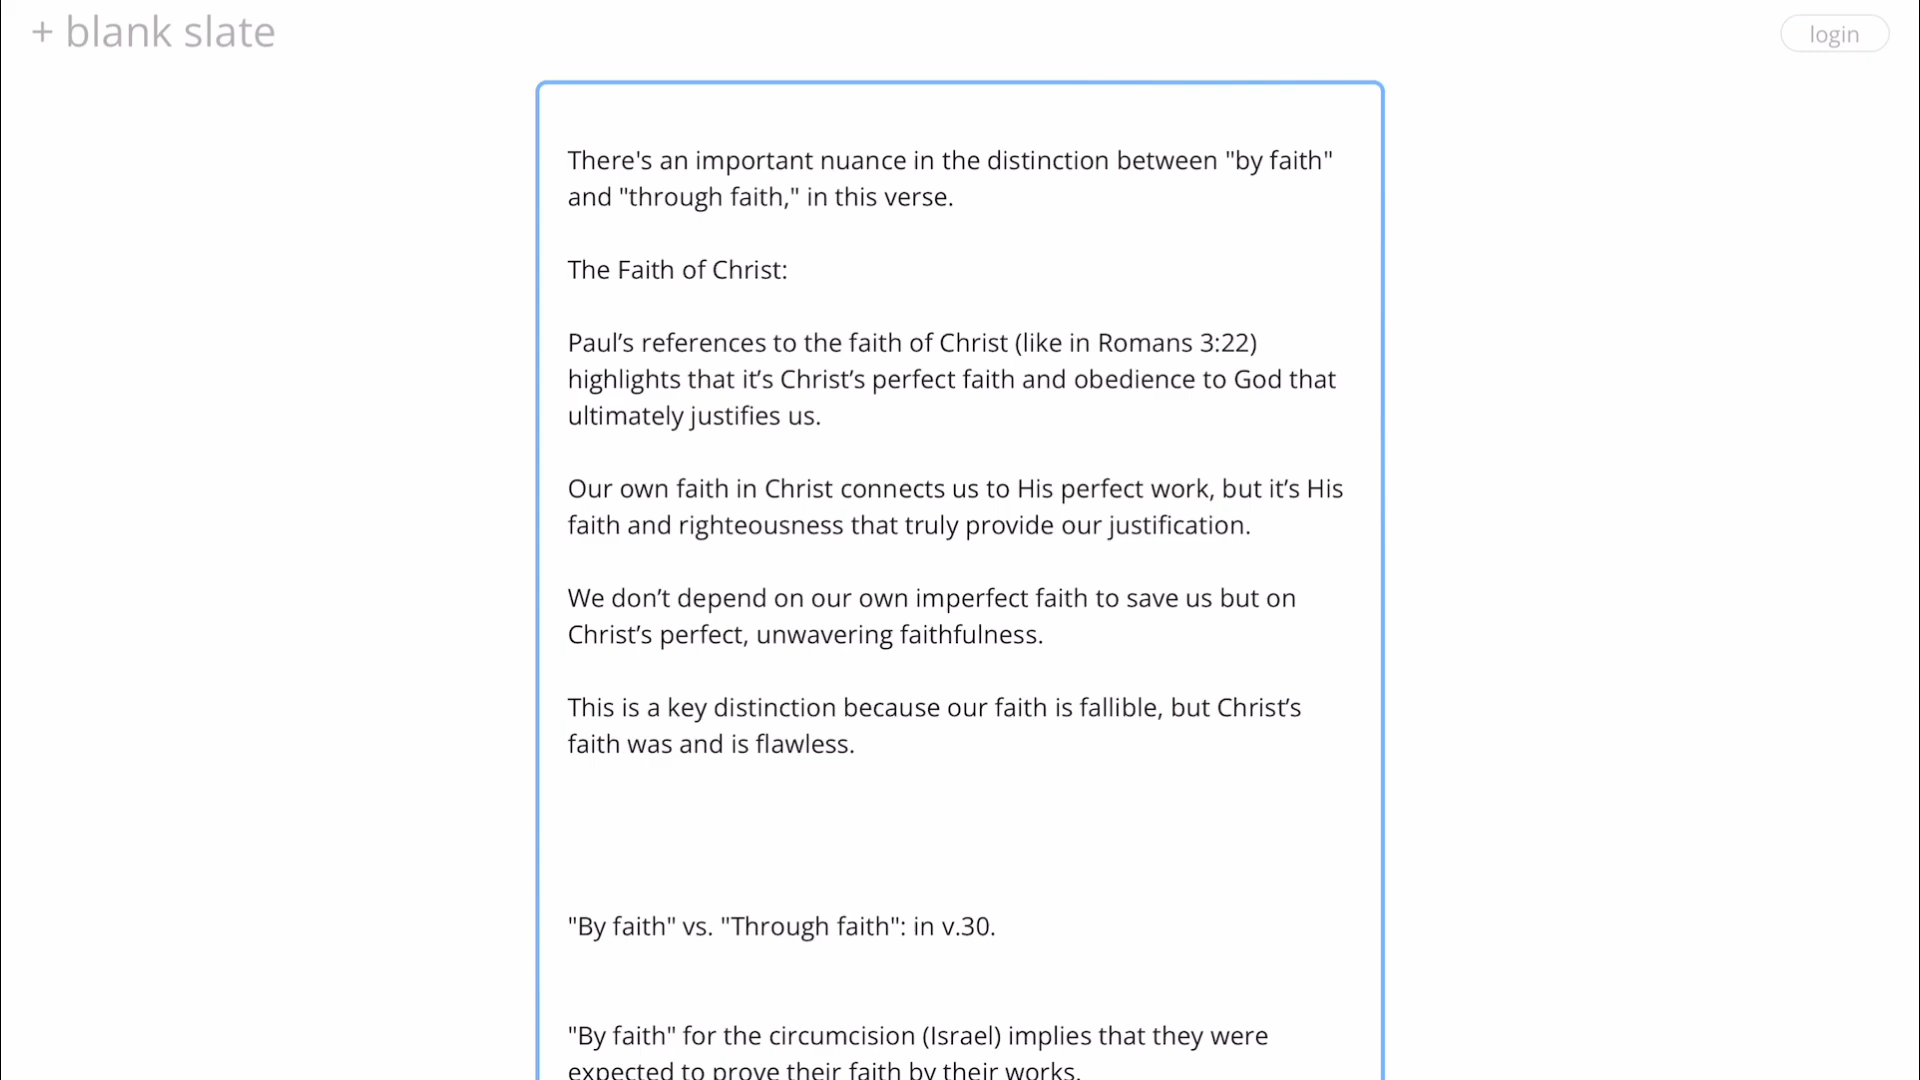 + blank slate
login
There's an important nuance in the distinction between "by faith"
and "through faith," in this verse.
The Faith of Christ:
Paul’s references to the faith of Christ (like in Romans 3:22)
highlights that it’s Christ’s perfect faith and obedience to God that
ultimately justifies us.
Our own faith in Christ connects us to His perfect work, but it’s His
faith and righteousness that truly provide our justification.
We don’t depend on our own imperfect faith to save us but on
Christ’s perfect, unwavering faithfulness.
This is a key distinction because our faith is fallible, but Christ’s
faith was and is flawless.
"By faith" vs. "Through faith": in v.30.
"By faith" for the circumcision (Israel) implies that they were
expected to prove their faith by their works.